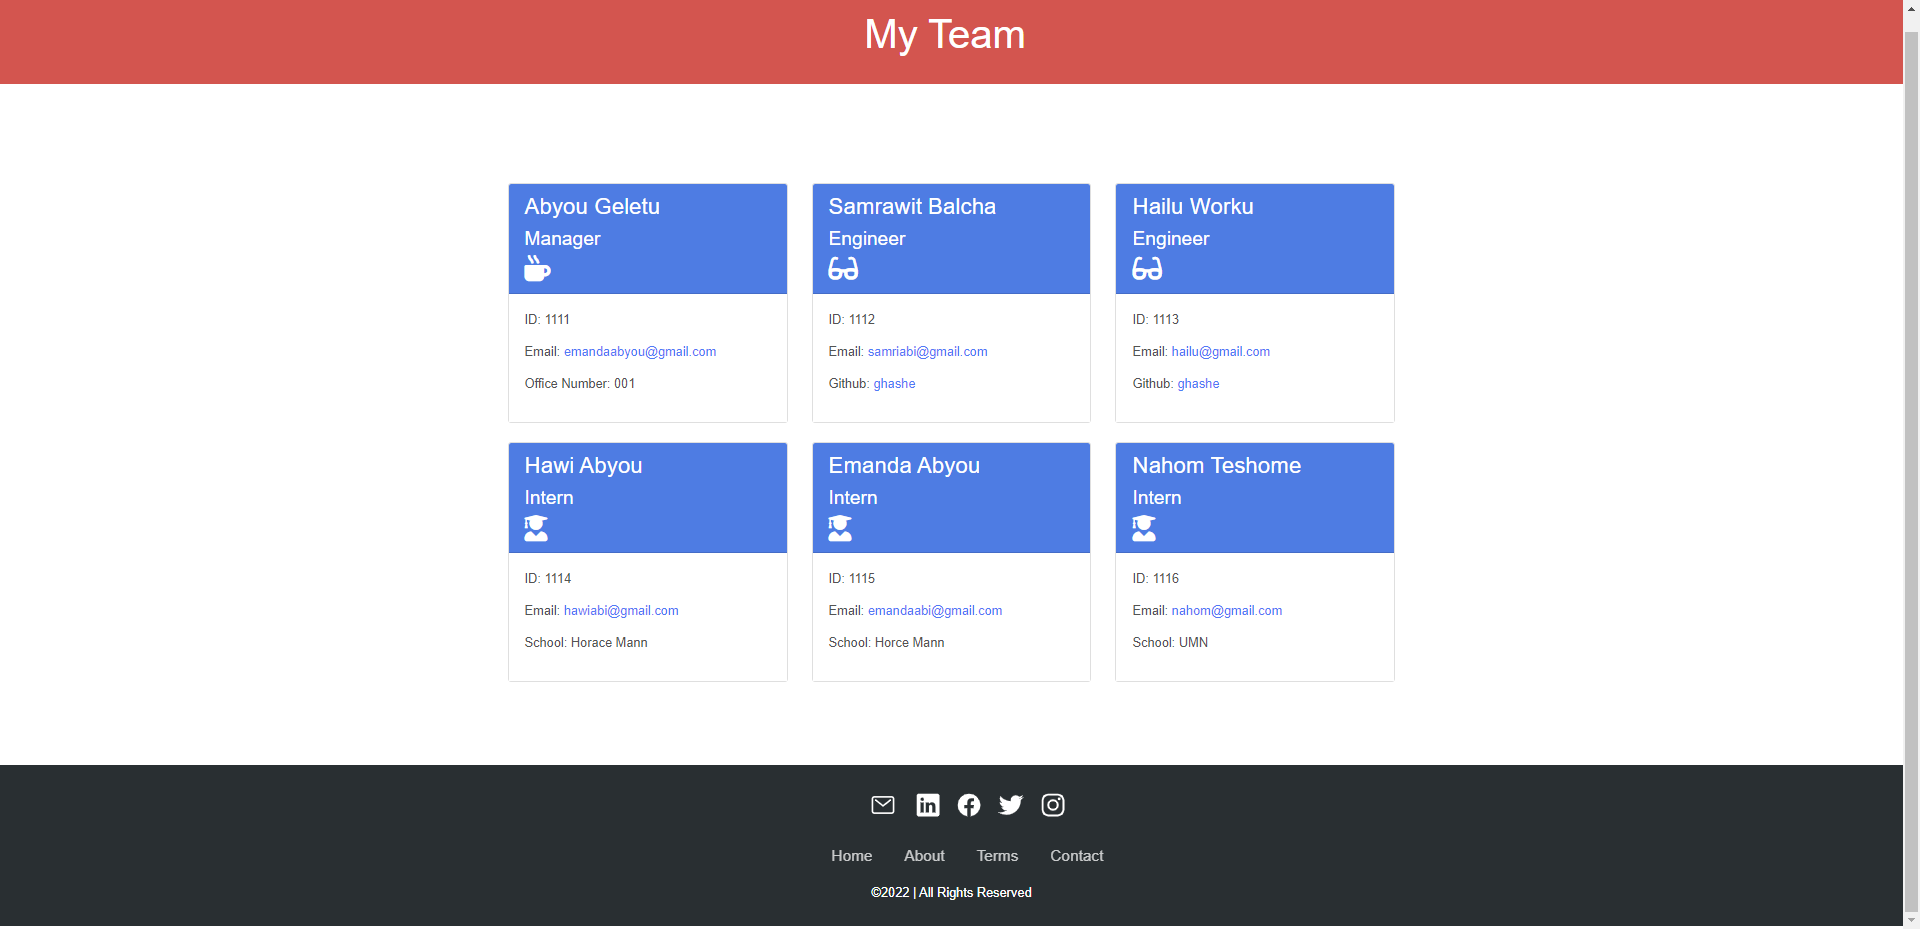 My Team
Abyou Geletu
Manager
ID: 1111
Email: emandaabyou@gmail.com
Office Number: 001
Samrawit Balcha
Engineer
ID: 1112
Email: samriabi@gmail.com
Github: ghashe
Hailu Worku
Engineer
ID: 1113
Email: hailu@gmail.com
Github: ghashe
Hawi Abyou
Intern
ID: 1114
Email: hawiabi@gmail.com
School: Horace Mann
Emanda Abyou
Intern
ID: 1115
Email: emandaabi@gmail.com
School: Horce Mann
Nahom Teshome
Intern
ID: 1116
Email: nahom@gmail.com
School: UMN
Home About Terms Contact
©2022 | All Rights Reserved